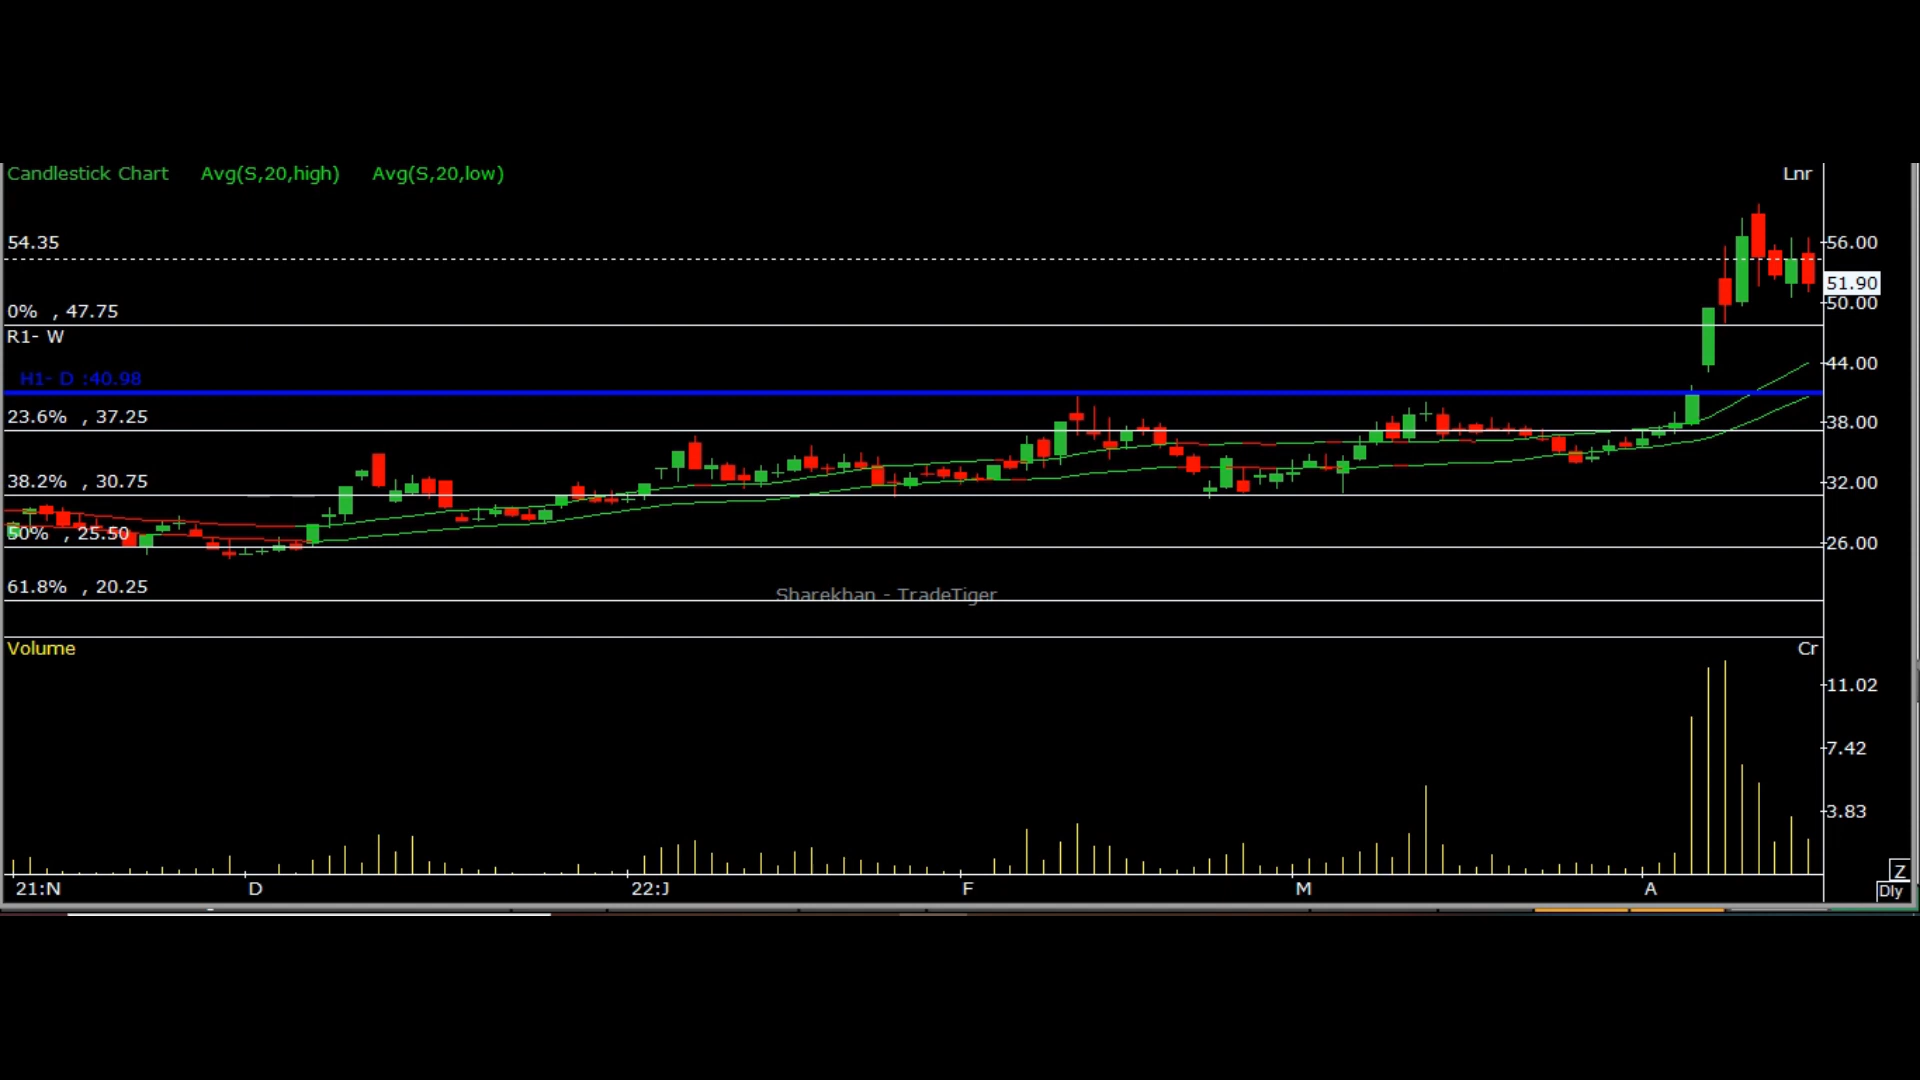 Candlestick Chart Avg(S,20,high) Avg(S,20,low) Lnr
54.35
56.00
51.90
50.00
0% , 47.75
R1- W
44.00
H1- D :40.98
23.6% , 37.25
38.00
38.2% , 30.75
32.00
50% , 25.50
26.00
61.8% , 20.25
Sharekhan - TradeTiger
Volume Cr
11.02
7.42
3.83
Z
21:N D 22:J F M A Dly